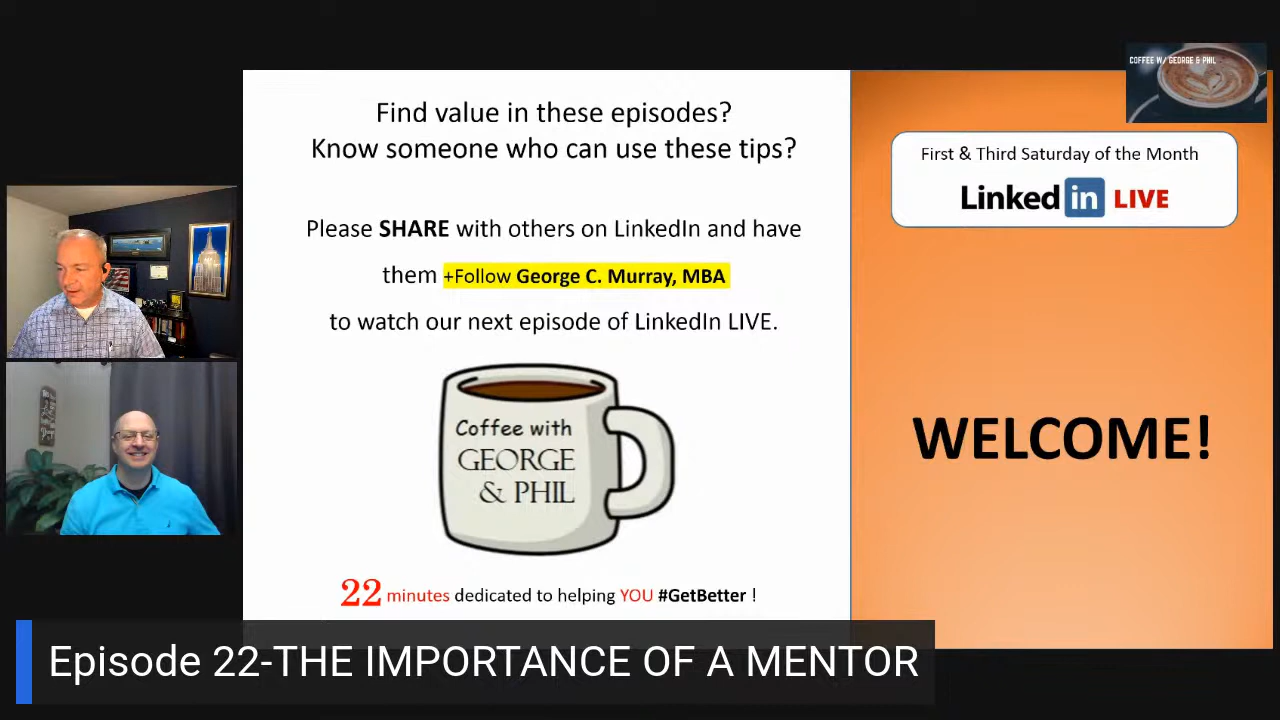 COFFEE W/ GEORGE & PHIL
Find value in these episodes?
Know someone who can use these tips?
Please SHARE with others on LinkedIn and have
them +Follow George C. Murray, MBA
to watch our next episode of LinkedIn LIVE.
Coffee with
GEORGE
& PHIL
22 minutes dedicated to helping YOU #GetBetter !
First & Third Saturday of the Month
Linked in LIVE
WELCOME!
Episode 22-THE IMPORTANCE OF A MENTOR